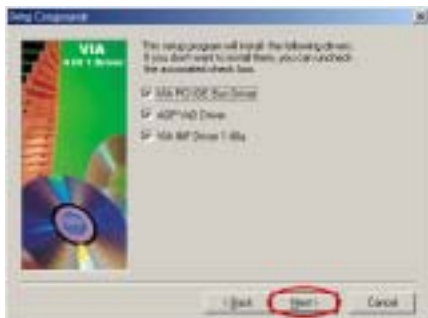 Setup Components
VIA
4 in 1 Driver
This setup program will install the following drivers.
If you don't want to install them, you can uncheck
the associated check box.
VIA PCI IDE Bus Driver
AGP VxD Driver
VIA INF Driver 1.40a
< Back
Next >
Cancel